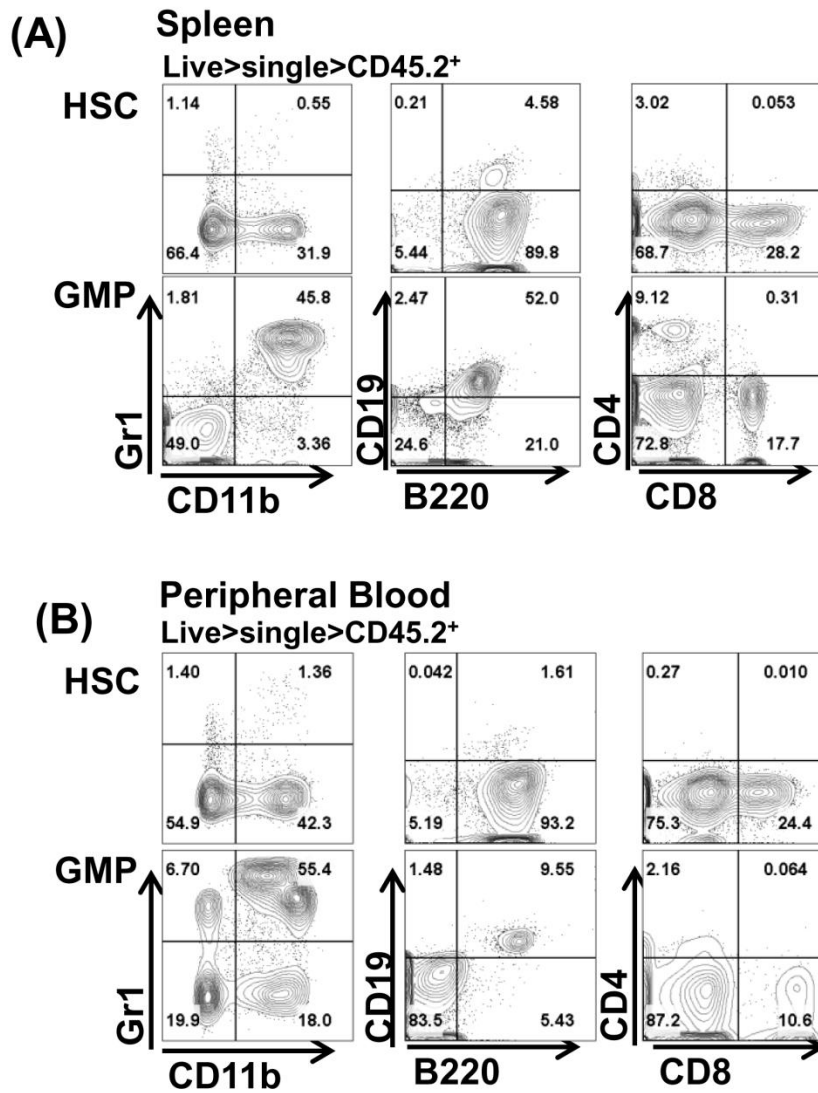 (A) Spleen
Live>single>CD45.2+
HSC
1.14 0.55 0.21 4.58 3.02 0.053
66.4 31.9 5.44 89.8 68.7 28.2
GMP
1.81 45.8 2.47 52.0 9.12 0.31
49.0 3.36 24.6 21.0 72.8 17.7
Gr1 CD19 CD4
CD11b B220 CD8
(B) Peripheral Blood
Live>single>CD45.2+
HSC
1.40 1.36 0.042 1.61 0.27 0.010
54.9 42.3 5.19 93.2 75.3 24.4
GMP
6.70 55.4 1.48 9.55 2.16 0.064
19.9 18.0 83.5 5.43 87.2 10.6
Gr1 CD19 CD4
CD11b B220 CD8